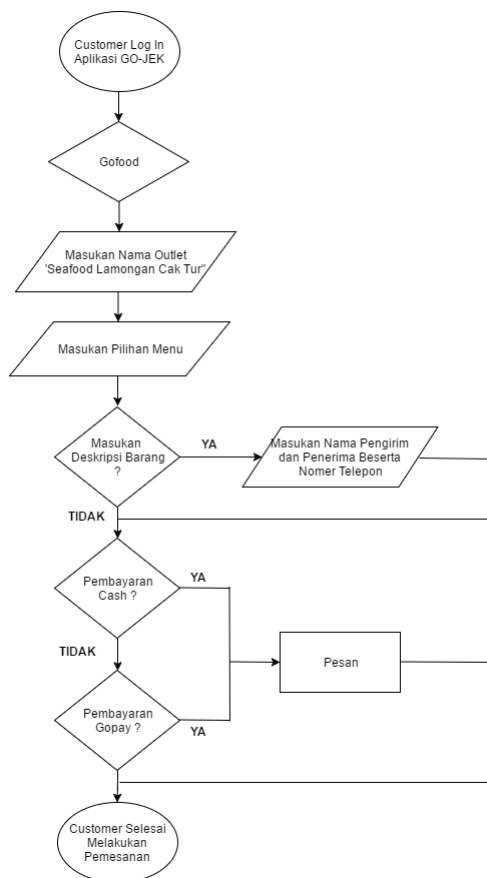 Customer Log In
Aplikasi GO-JEK
Gofood
Masukan Nama Outlet
'Seafood Lamongan Cak Tur"
Masukan Pilihan Menu
Masukan
Deskripsi Barang
?
YA
Masukan Nama Pengirim
dan Penerima Beserta
Nomer Telepon
TIDAK
Pembayaran
Cash ?
YA
TIDAK
Pesan
Pembayaran
Gopay ?
YA
Customer Selesai
Melakukan
Pemesanan